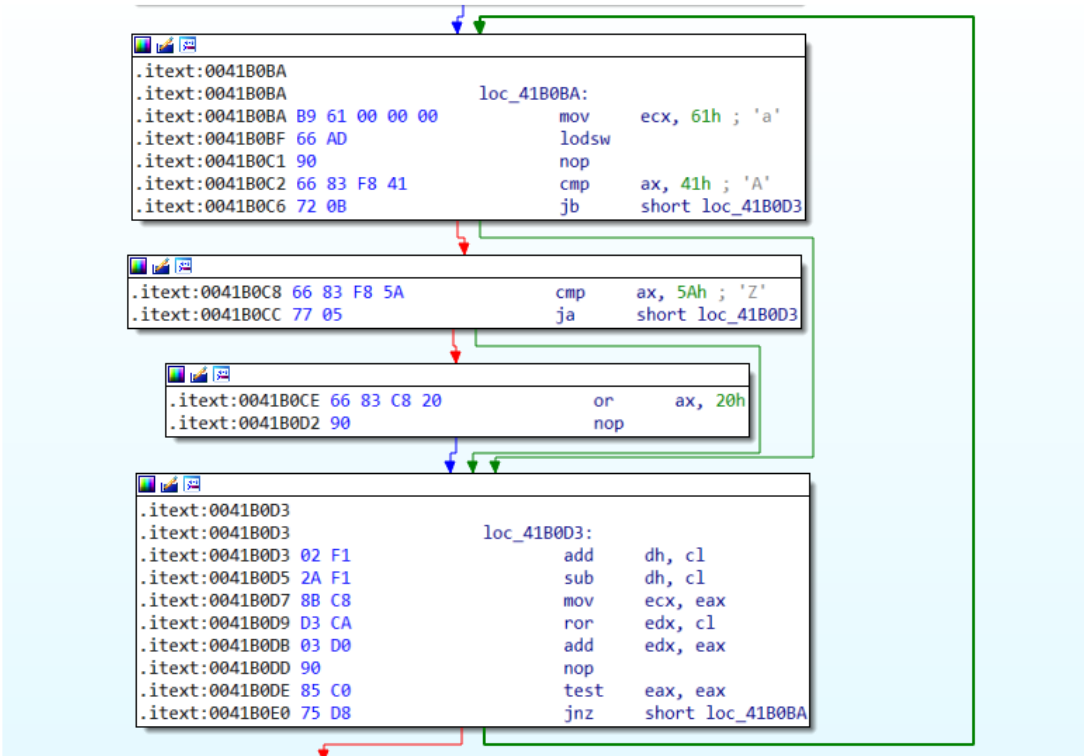 .itext:0041B0BA
.itext:0041B0BA loc_41B0BA:
.itext:0041B0BA B9 61 00 00 00 mov ecx, 61h ; 'a'
.itext:0041B0BF 66 AD lodsw
.itext:0041B0C1 90 nop
.itext:0041B0C2 66 83 F8 41 cmp ax, 41h ; 'A'
.itext:0041B0C6 72 0B jb short loc_41B0D3
.itext:0041B0C8 66 83 F8 5A cmp ax, 5Ah ; 'Z'
.itext:0041B0CC 77 05 ja short loc_41B0D3
.itext:0041B0CE 66 83 C8 20 or ax, 20h
.itext:0041B0D2 90 nop
.itext:0041B0D3
.itext:0041B0D3 loc_41B0D3:
.itext:0041B0D3 02 F1 add dh, cl
.itext:0041B0D5 2A F1 sub dh, cl
.itext:0041B0D7 8B C8 mov ecx, eax
.itext:0041B0D9 D3 CA ror edx, cl
.itext:0041B0DB 03 D0 add edx, eax
.itext:0041B0DD 90 nop
.itext:0041B0DE 85 C0 test eax, eax
.itext:0041B0E0 75 D8 jnz short loc_41B0BA